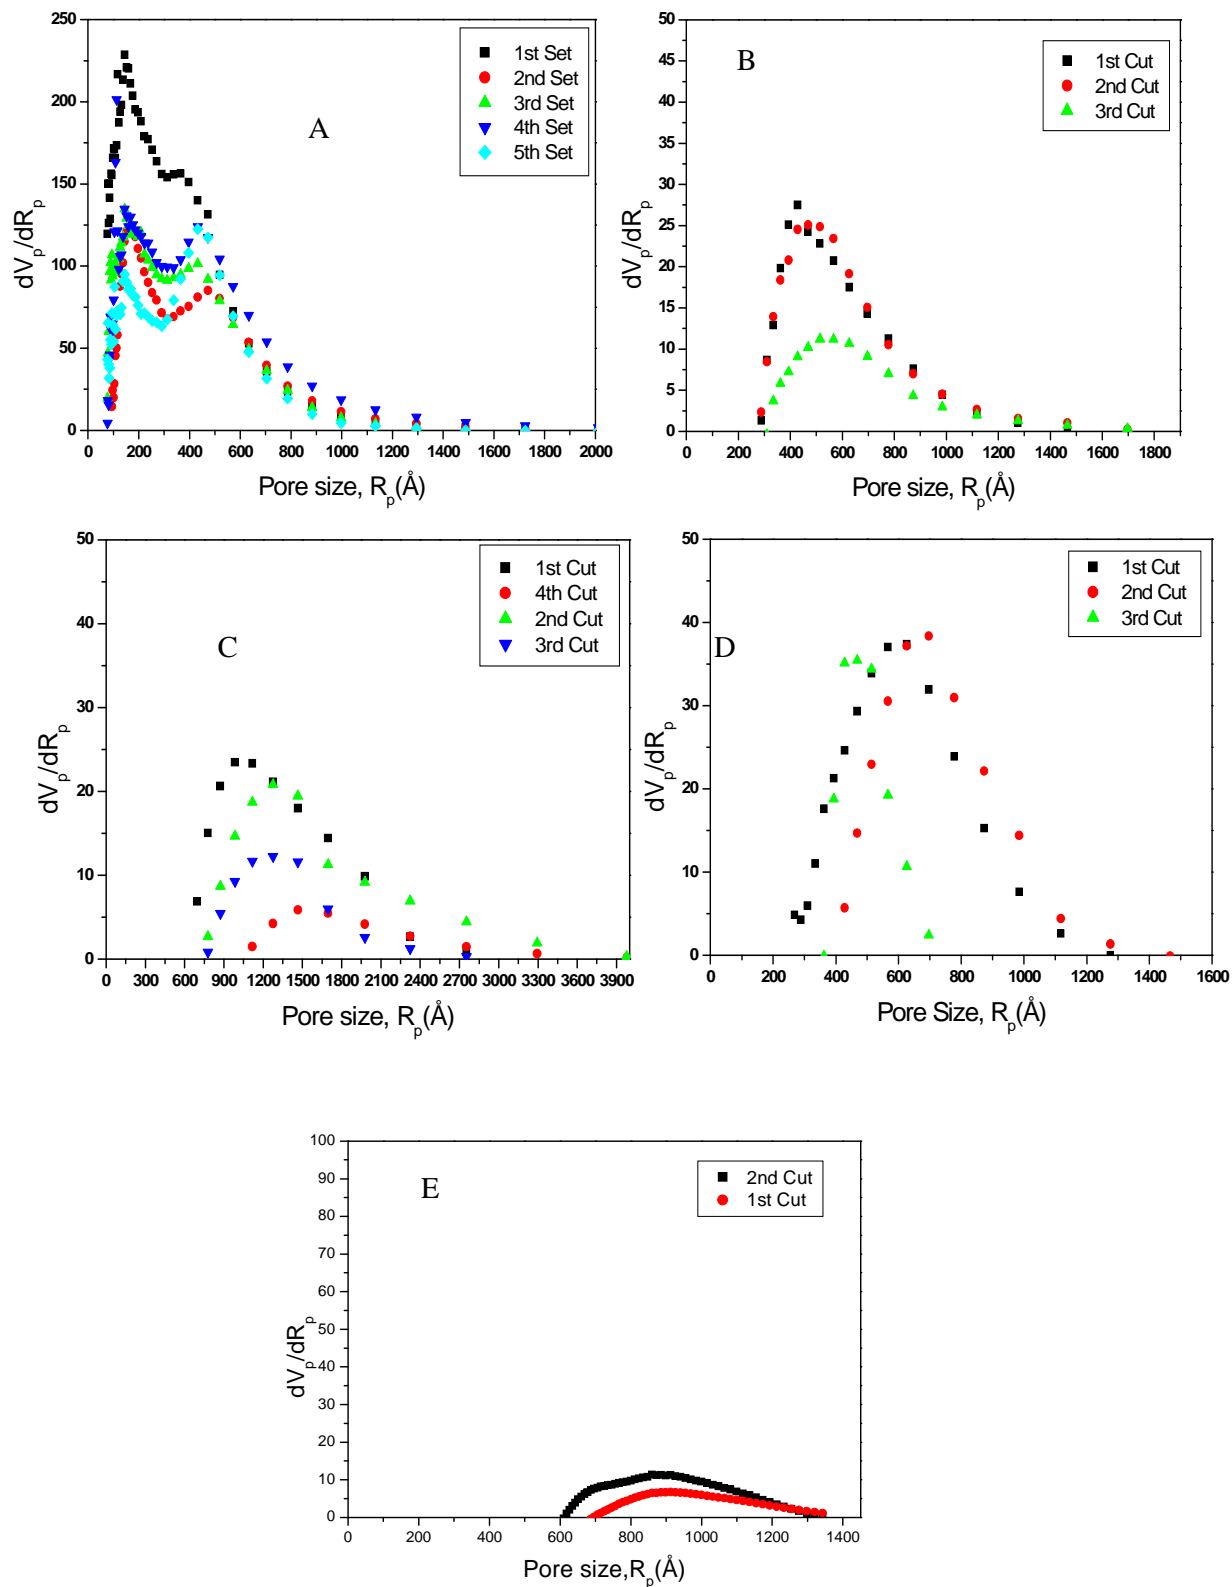 250
200
150
100
50
0
dVp/dRp
A
1st Set
2nd Set
3rd Set
4th Set
5th Set
0 200 400 600 800 1000 1200 1400 1600 1800 2000
Pore size, Rp(Å)
50
45
40
35
30
25
20
15
10
5
0
dVp/dRp
B
1st Cut
2nd Cut
3rd Cut
0 200 400 600 800 1000 1200 1400 1600 1800
Pore size, Rp(Å)
50
40
30
20
10
0
dVp/dRp
C
1st Cut
4th Cut
2nd Cut
3rd Cut
0 300 600 900 1200 1500 1800 2100 2400 2700 3000 3300 3600 3900
Pore size, Rp(Å)
50
40
30
20
10
0
dVp/dRp
D
1st Cut
2nd Cut
3rd Cut
0 200 400 600 800 1000 1200 1400 1600
Pore Size, Rp(Å)
100
90
80
70
60
50
40
30
20
10
0
dVp/dRp
E
2nd Cut
1st Cut
0 200 400 600 800 1000 1200 1400
Pore size,Rp(Å)